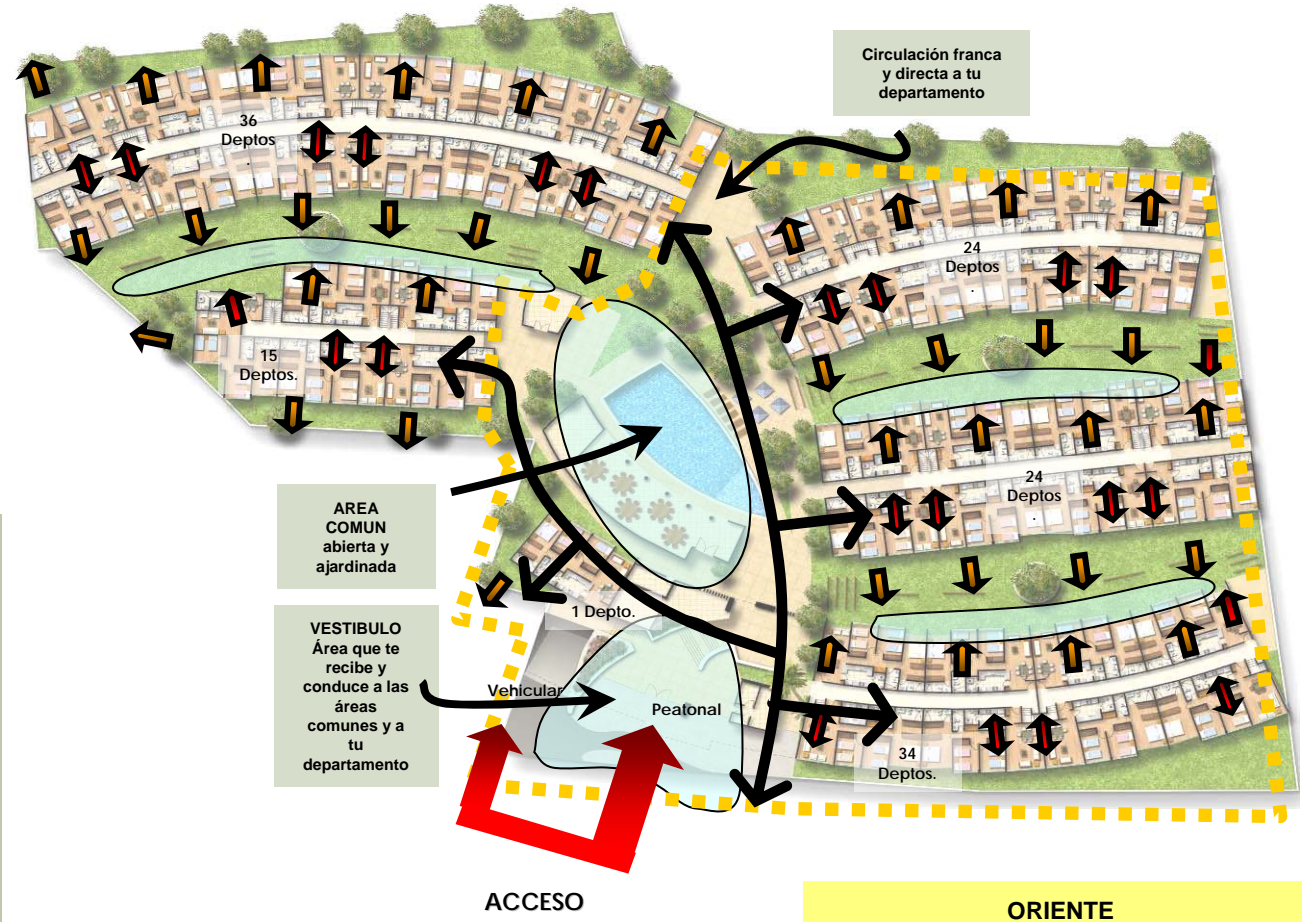 Circulación franca
y directa a tu
departamento
36
Deptos
.
24
Deptos
.
15
Deptos.
24
Deptos
.
AREA
COMUN
abierta y
ajardinada
1 Depto.
VESTIBULO
Área que te
recibe y
conduce a las
áreas
comunes y a
tu
departamento
Vehicular
Peatonal
34
Deptos.
ACCESO
ORIENTE